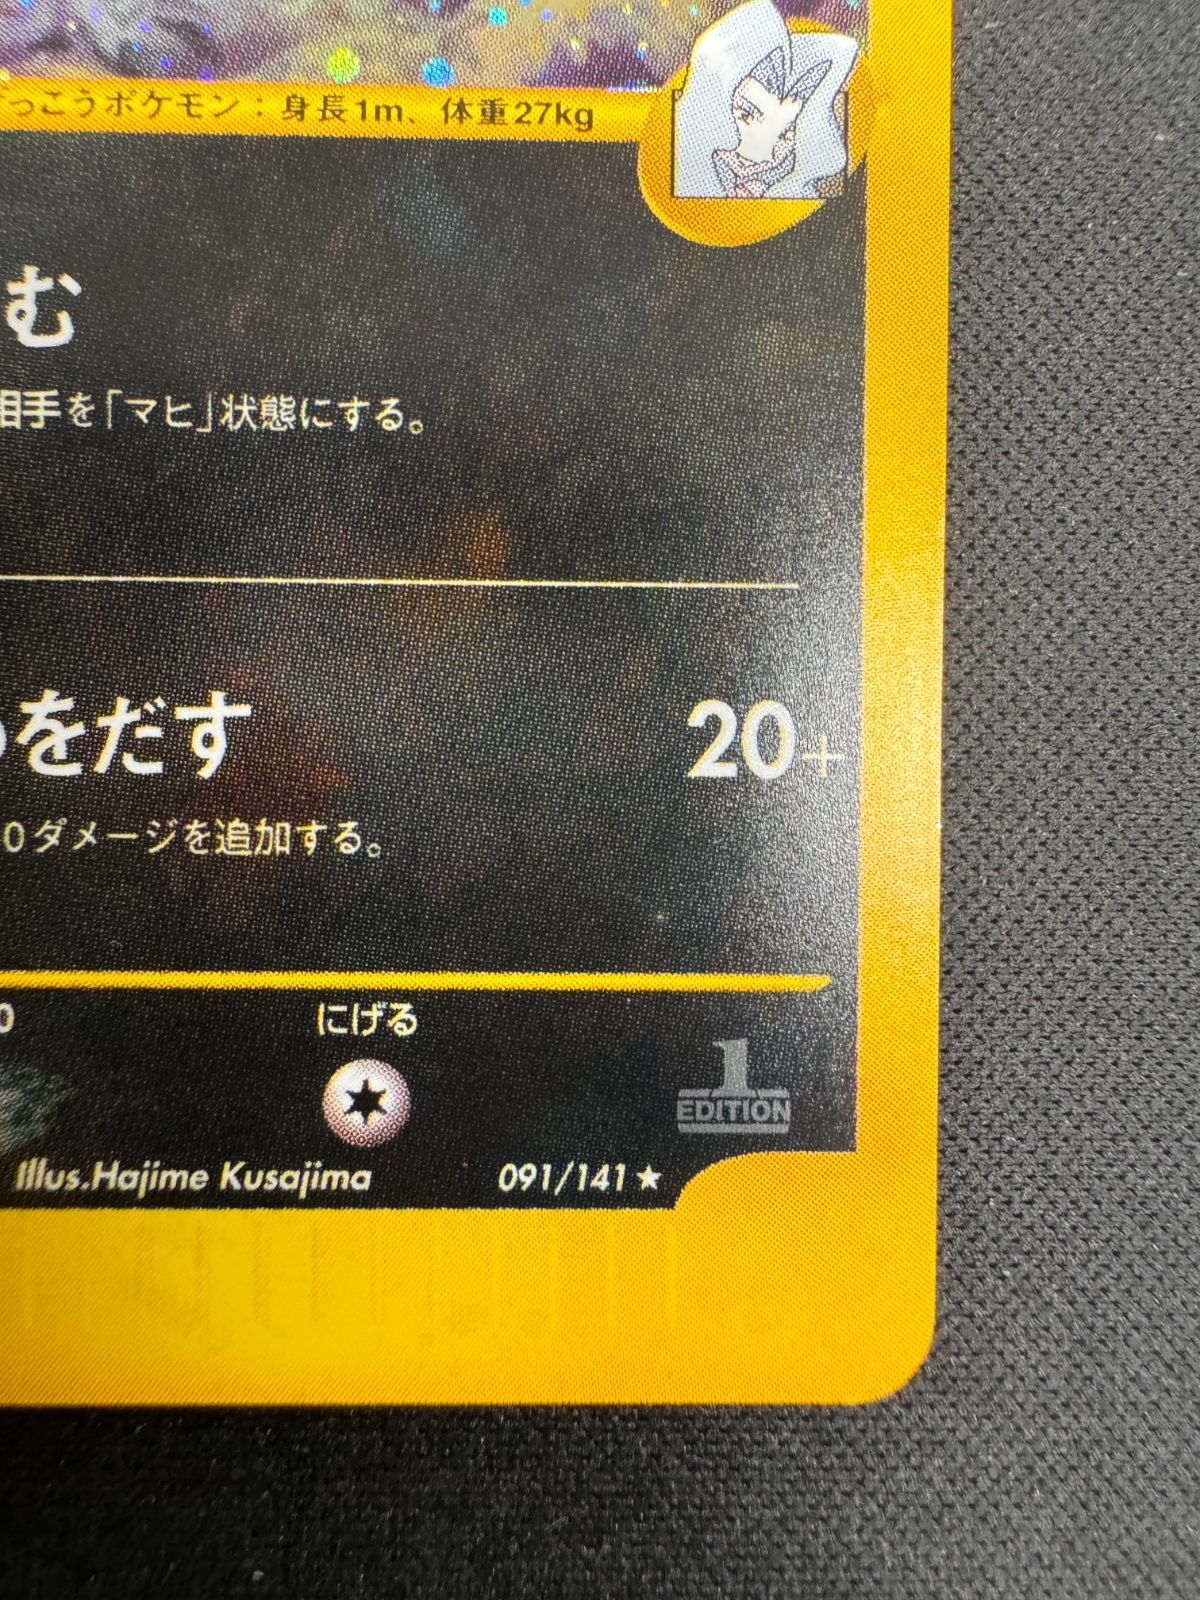 っこうポケモン：身長1m、体重27kg
む
相手を「マヒ」状態にする。
をだす 20+
0ダメージを追加する。
0 にげる
1
EDITION
Illus.Hajime Kusajima 091/141 ★